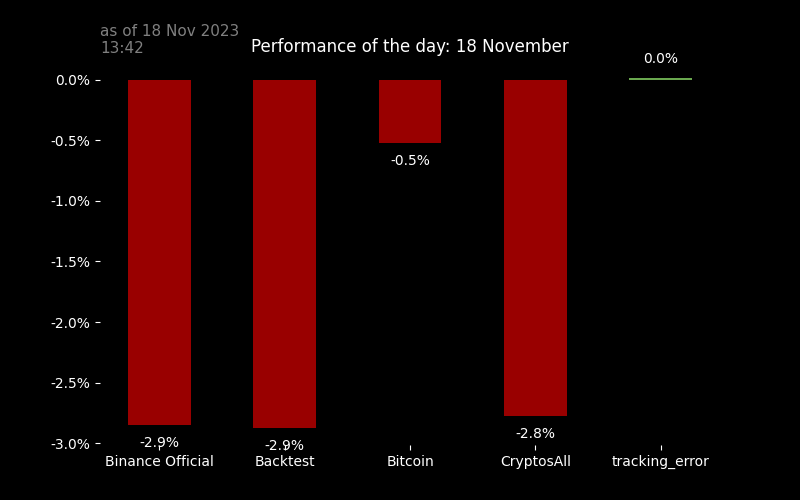 as of 18 Nov 2023
13:42
Performance of the day: 18 November
0.0%
0.0%
-0.5%
-0.5%
-1.0%
-1.5%
-2.0%
-2.5%
-2.8%
-3.0%
-2.9%
-2.9%
Binance Official
Backtest
Bitcoin
CryptosAll
tracking_error